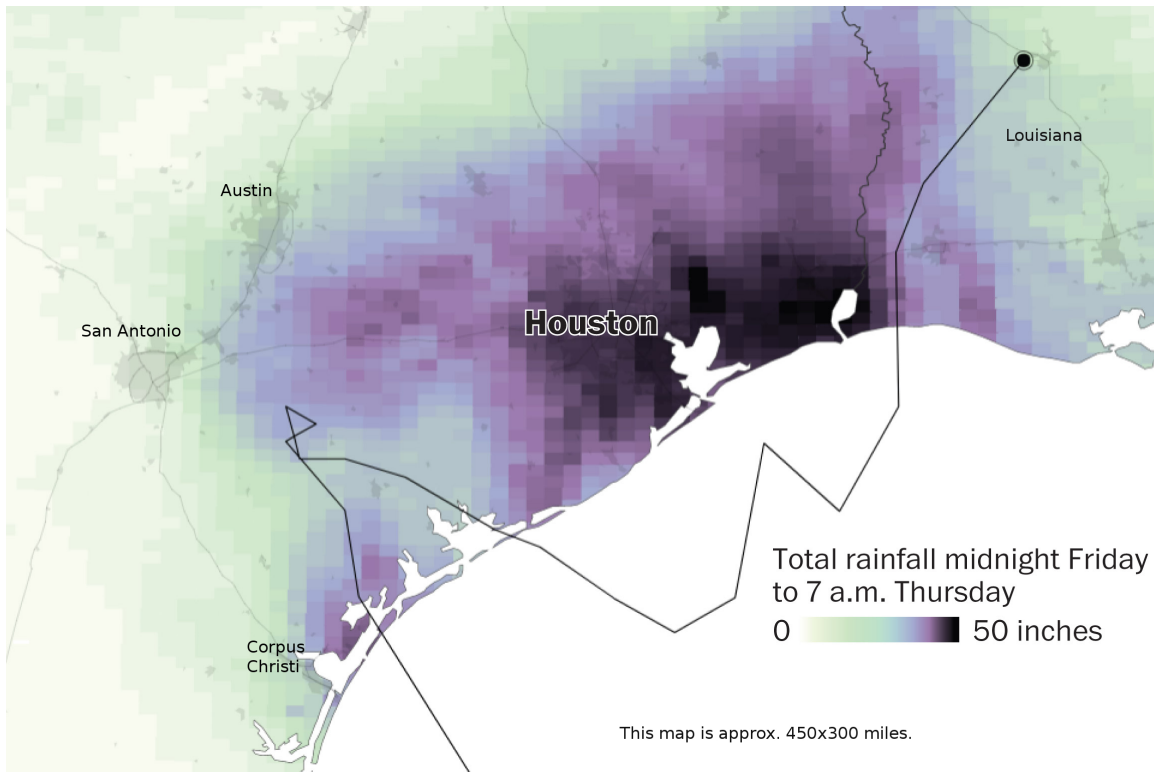 Louisiana
Austin
Houston
San Antonio
Total rainfall midnight Friday
to 7 a.m. Thursday
0 50 inches
Corpus
Christi
This map is approx. 450x300 miles.